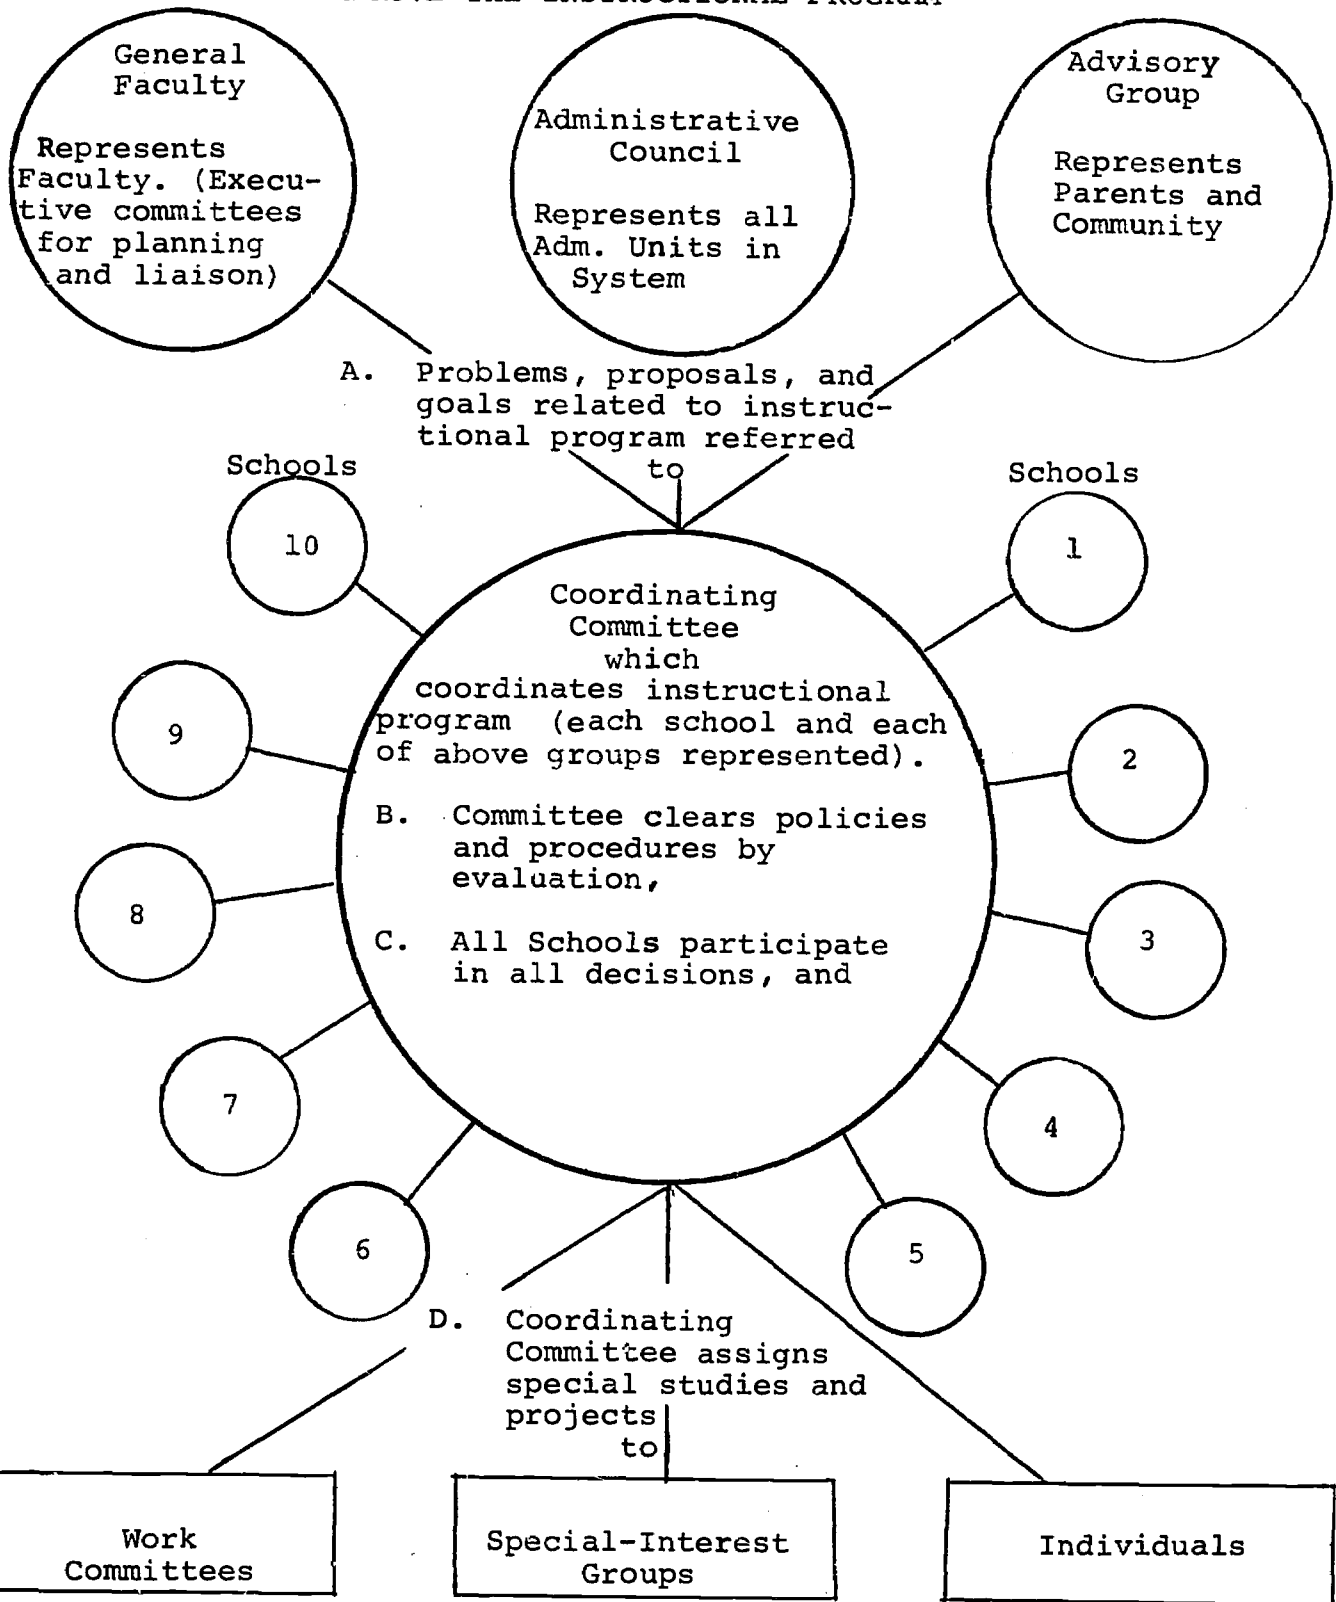 THE INSTRUCTIONAL PROGRAM
General
Faculty
Represents
Faculty. (Execu-
tive committees
for planning
and liaison)
Administrative
Council
Represents all
Adm. Units in
System
Advisory
Group
Represents
Parents and
Community
A. Problems, proposals, and
goals related to instruc-
tional program referred
to
Schools
10
9
8
7
6
Schools
1
2
3
4
5
Coordinating
Committee
which
coordinates instructional
program (each school and each
of above groups represented).
B. Committee clears policies
and procedures by
evaluation,
C. All Schools participate
in all decisions, and
D. Coordinating
Committee assigns
special studies and
projects
to
Work
Committees
Special-Interest
Groups
Individuals